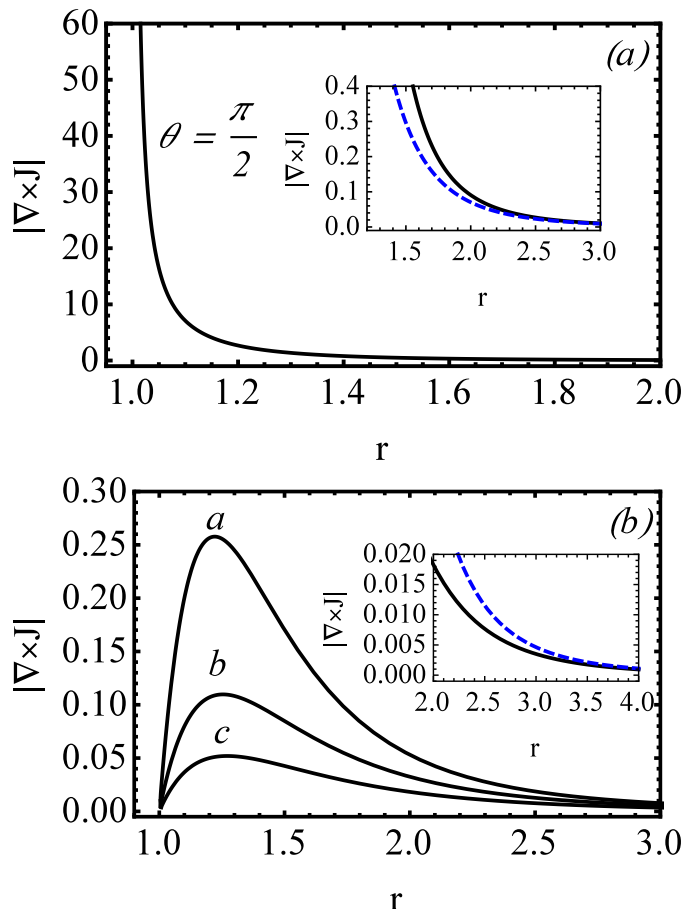 (a)
60
50
40
30
20
10
0
|∇×J|
θ = π/2
1.0 1.2 1.4 1.6 1.8 2.0
r
0.4
0.3
0.2
0.1
0.0
|∇×J|
1.5 2.0 2.5 3.0
r
(b)
0.30
0.25
0.20
0.15
0.10
0.05
0.00
|∇×J|
a
b
c
1.0 1.5 2.0 2.5 3.0
r
0.020
0.015
0.010
0.005
0.000
|∇×J|
2.0 2.5 3.0 3.5 4.0
r